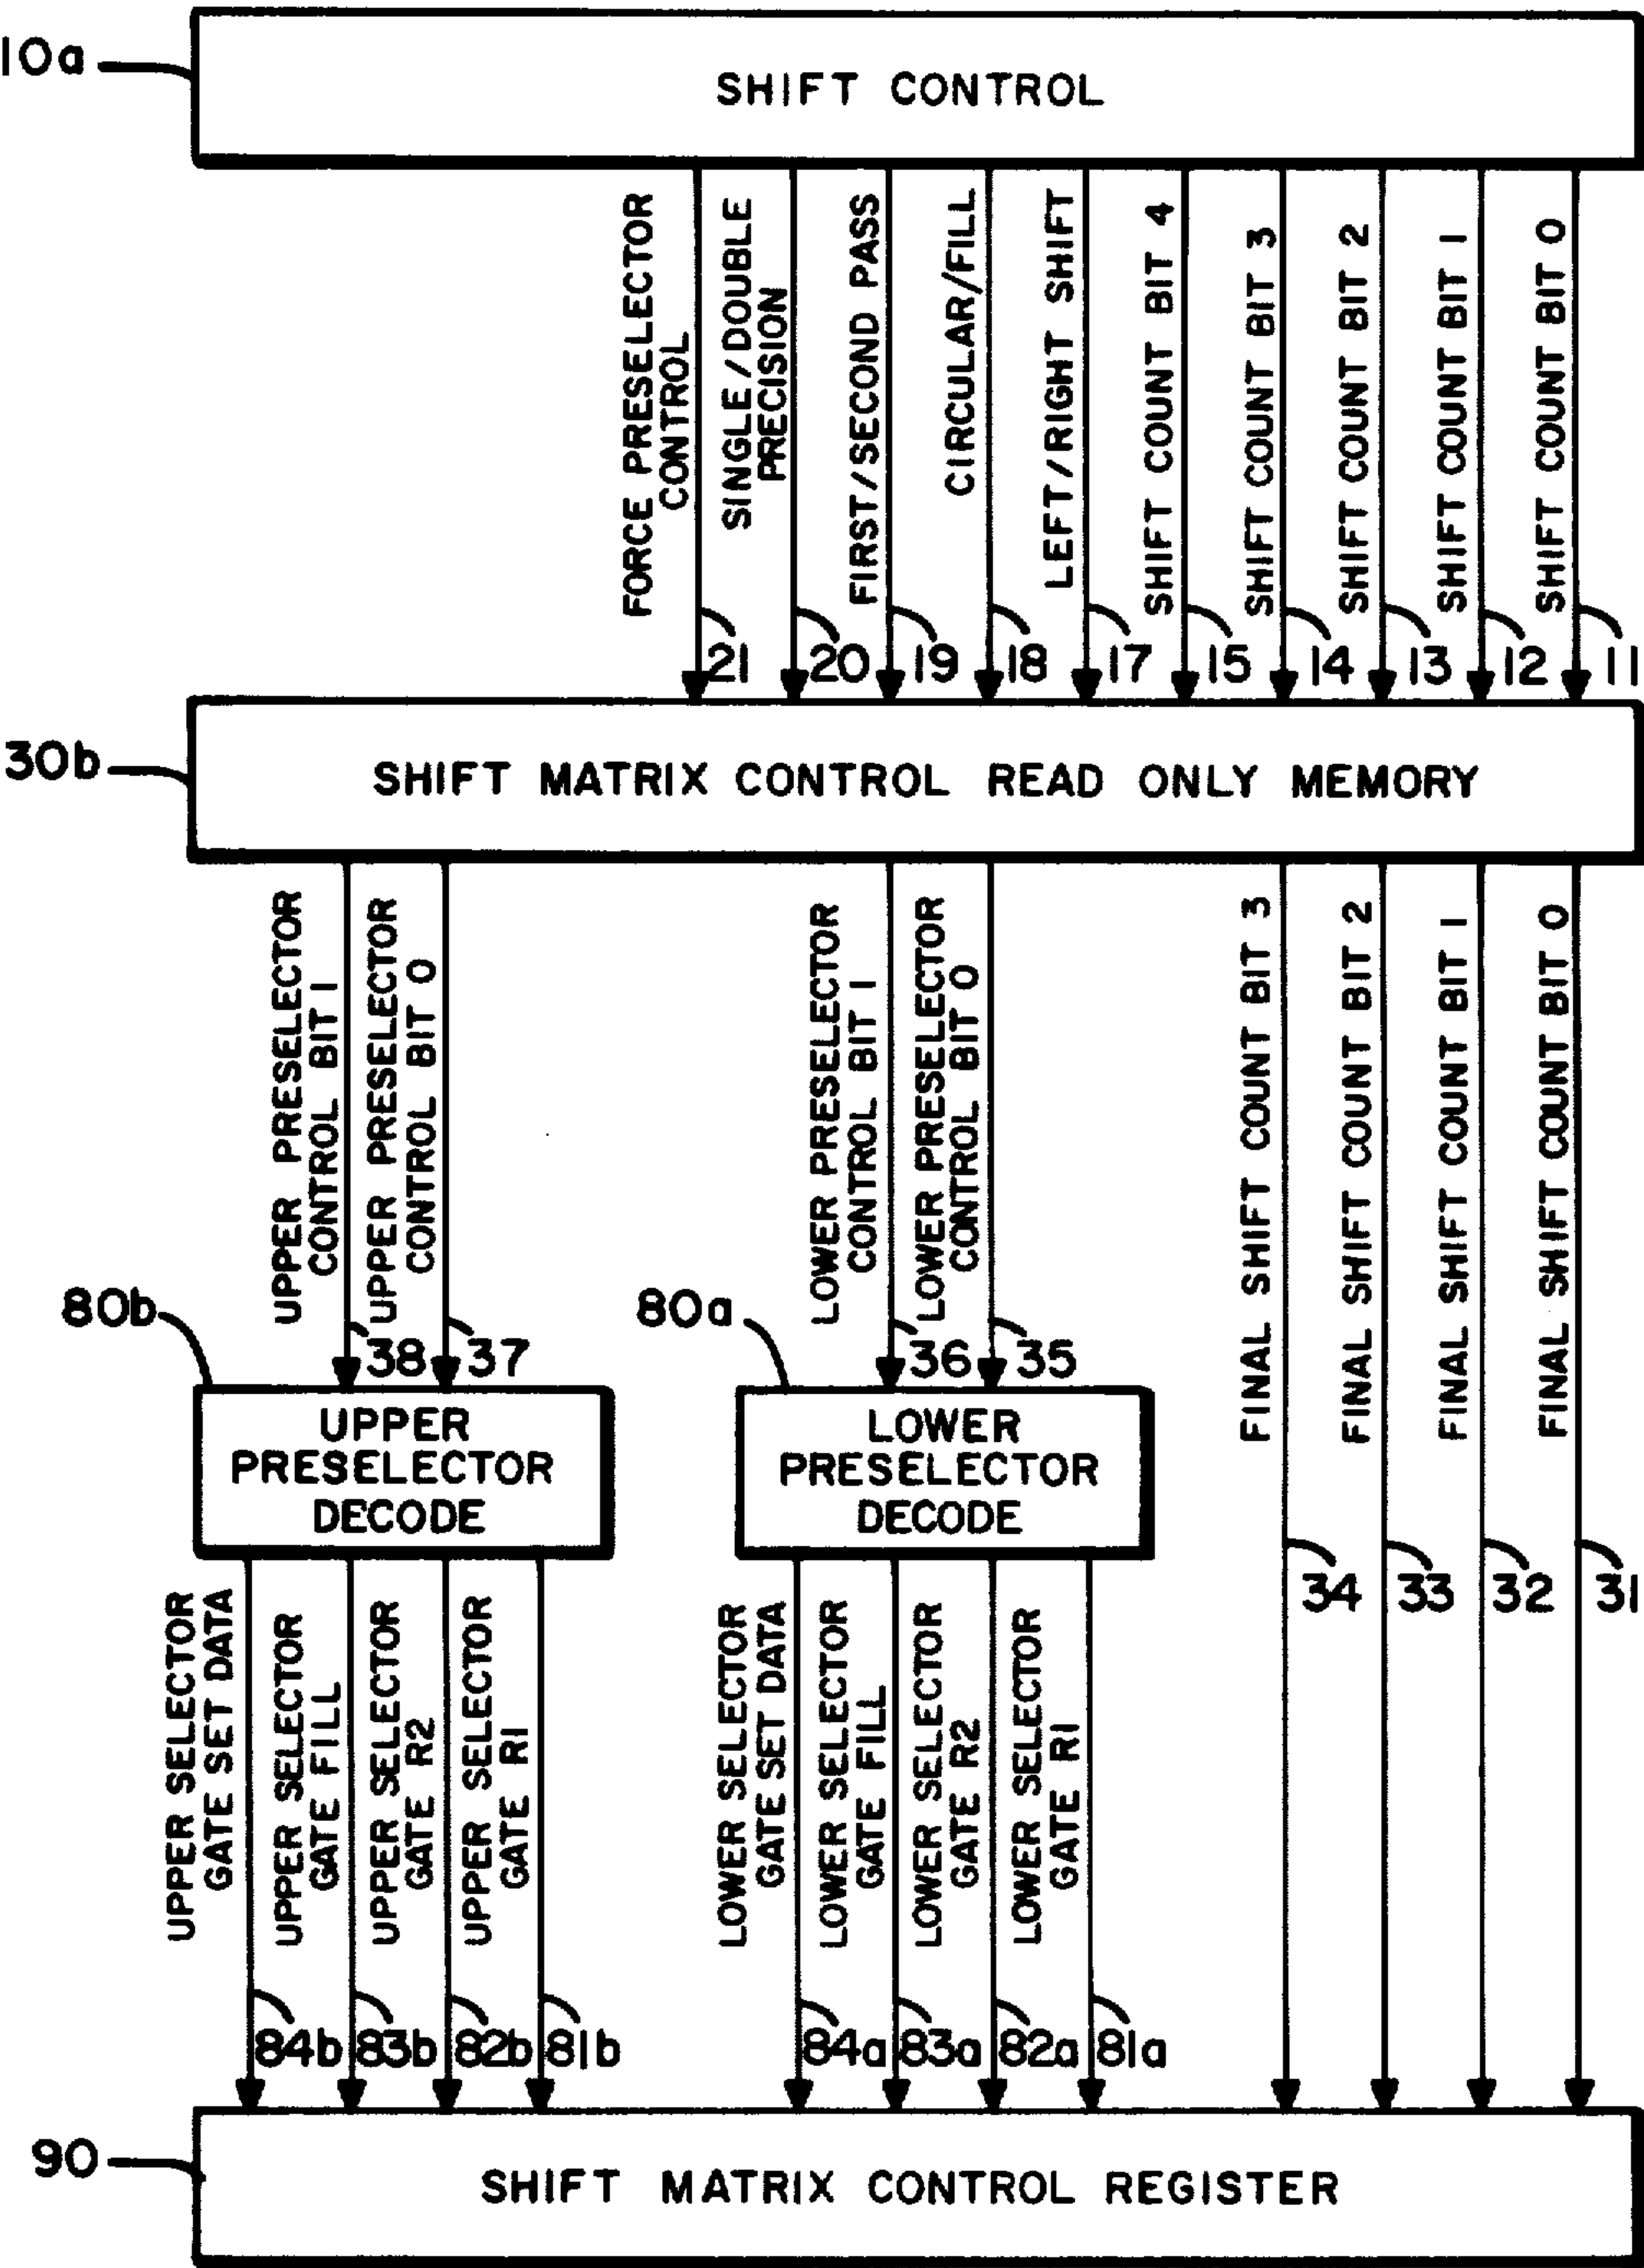 10a
SHIFT CONTROL
FORCE PRESELECTOR
CONTROL
SINGLE/DOUBLE
PRECISION
FIRST/SECOND PASS
CIRCULAR/FILL
LEFT/RIGHT SHIFT
SHIFT COUNT BIT 4
SHIFT COUNT BIT 3
SHIFT COUNT BIT 2
SHIFT COUNT BIT 1
SHIFT COUNT BIT 0
21 20 19 18 17 15 14 13 12 11
30b
SHIFT MATRIX CONTROL READ ONLY MEMORY
UPPER PRESELECTOR
CONTROL BIT 1
UPPER PRESELECTOR
CONTROL BIT 0
LOWER PRESELECTOR
CONTROL BIT 1
LOWER PRESELECTOR
CONTROL BIT 0
FINAL SHIFT COUNT BIT 3
FINAL SHIFT COUNT BIT 2
FINAL SHIFT COUNT BIT 1
FINAL SHIFT COUNT BIT 0
80b
80a
38 37 36 35
UPPER
PRESELECTOR
DECODE
LOWER
PRESELECTOR
DECODE
34 33 32 31
UPPER SELECTOR
GATE SET DATA
UPPER SELECTOR
GATE FILL
UPPER SELECTOR
GATE R2
UPPER SELECTOR
GATE R1
LOWER SELECTOR
GATE SET DATA
LOWER SELECTOR
GATE FILL
LOWER SELECTOR
GATE R2
LOWER SELECTOR
GATE R1
84b 83b 82b 81b 84a 83a 82a 81a
90
SHIFT MATRIX CONTROL REGISTER